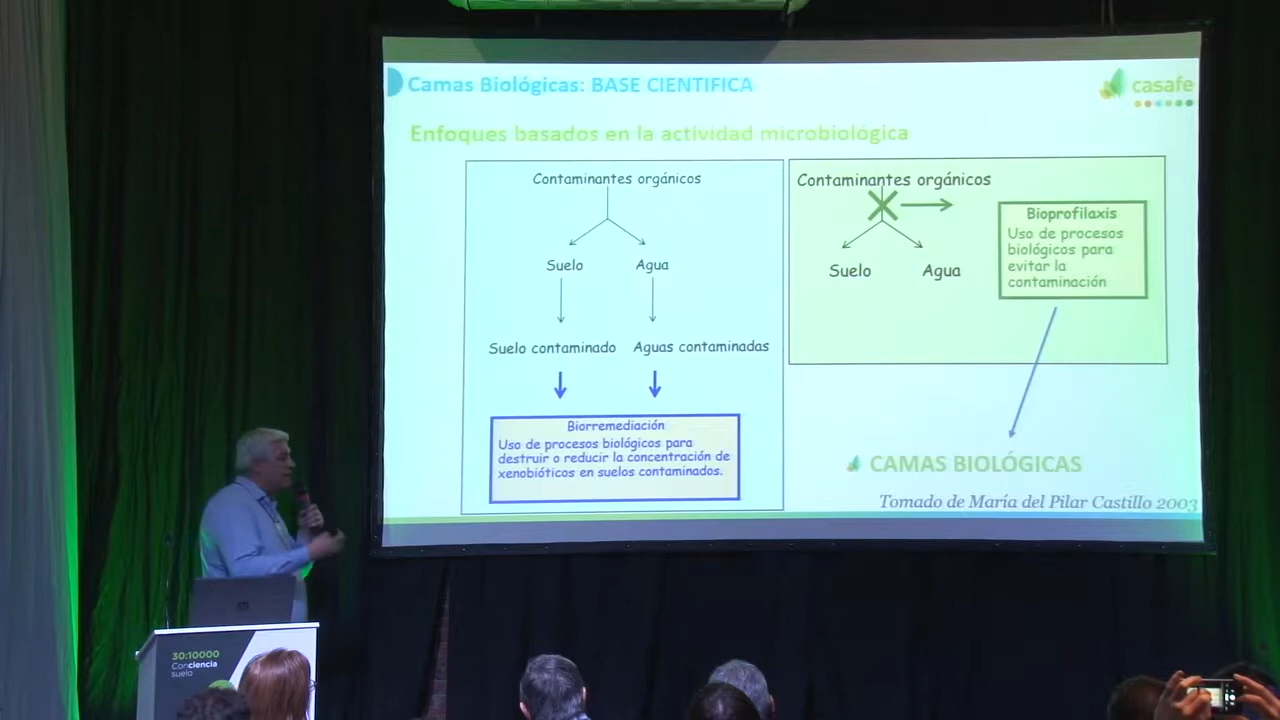 Camas Biológicas: BASE CIENTIFICA
casafe
Enfoques basados en la actividad microbiológica
Contaminantes orgánicos
Suelo
Agua
Suelo contaminado
Aguas contaminadas
Biorremediación
Uso de procesos biológicos para
destruir o reducir la concentración de
xenobióticos en suelos contaminados.
Contaminantes orgánicos
Suelo
Agua
Bioprofilaxis
Uso de procesos
biológicos para
evitar la
contaminación
CAMAS BIOLÓGICAS
Tomado de María del Pilar Castillo 2003
30:10000
Conciencia
suelo